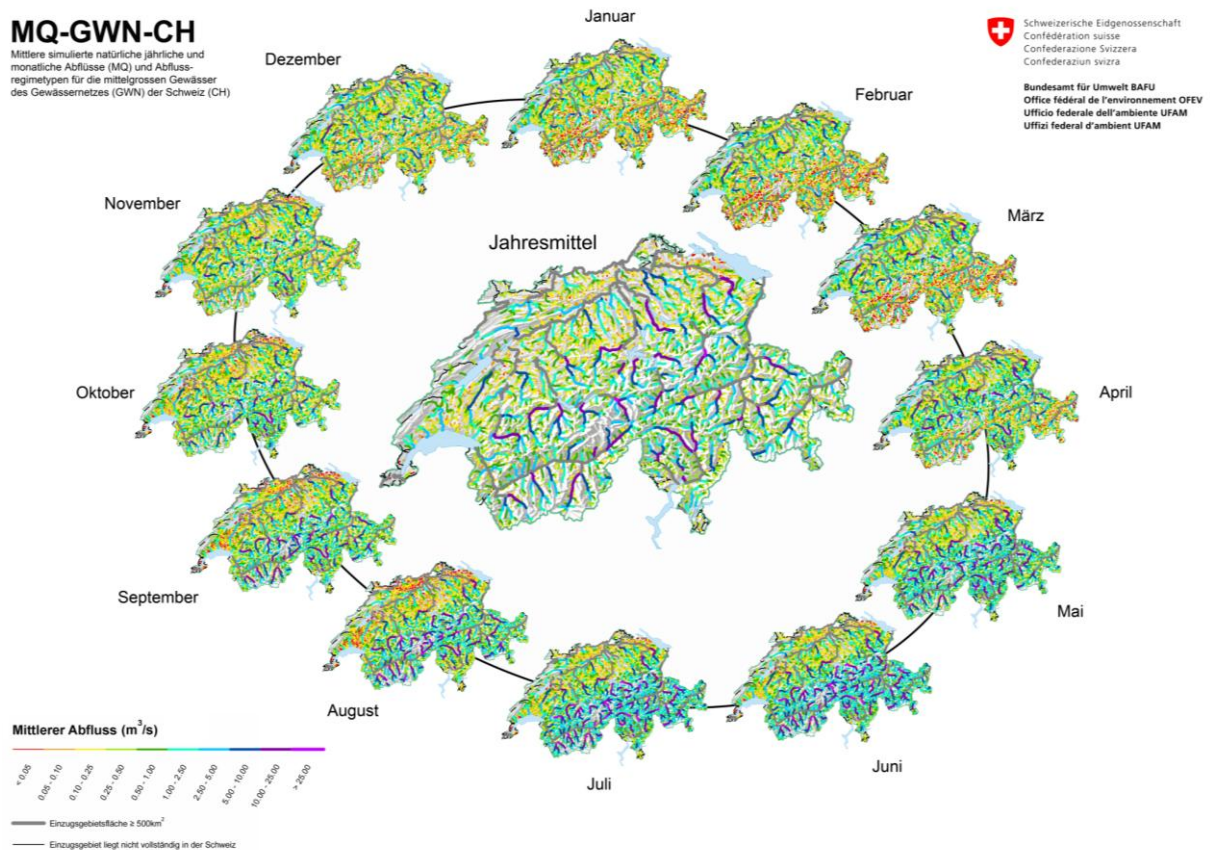 MQ-GWN-CH
Mittlere simulierte natürliche jährliche und
monatliche Abflüsse (MQ) und Abfluss-
regimetypen für die mittelgrossen Gewässer
des Gewässernetzes (GWN) der Schweiz (CH)
Schweizerische Eidgenossenschaft
Confédération suisse
Confederazione Svizzera
Confederaziun svizra
Bundesamt für Umwelt BAFU
Office fédéral de l'environnement OFEV
Ufficio federale dell'ambiente UFAM
Uffizi federal d'ambient UFAM
Januar
Februar
März
April
Mai
Juni
Juli
August
September
Oktober
November
Dezember
Jahresmittel
Mittlerer Abfluss (m³/s)
< 0.05
0.05 - 0.10
0.10 - 0.25
0.25 - 0.50
0.50 - 1.00
1.00 - 2.50
2.50 - 5.00
5.00 - 10.00
10.00 - 25.00
> 25.00
Einzugsgebietsfläche ≥ 500km²
Einzugsgebiet liegt nicht vollständig in der Schweiz